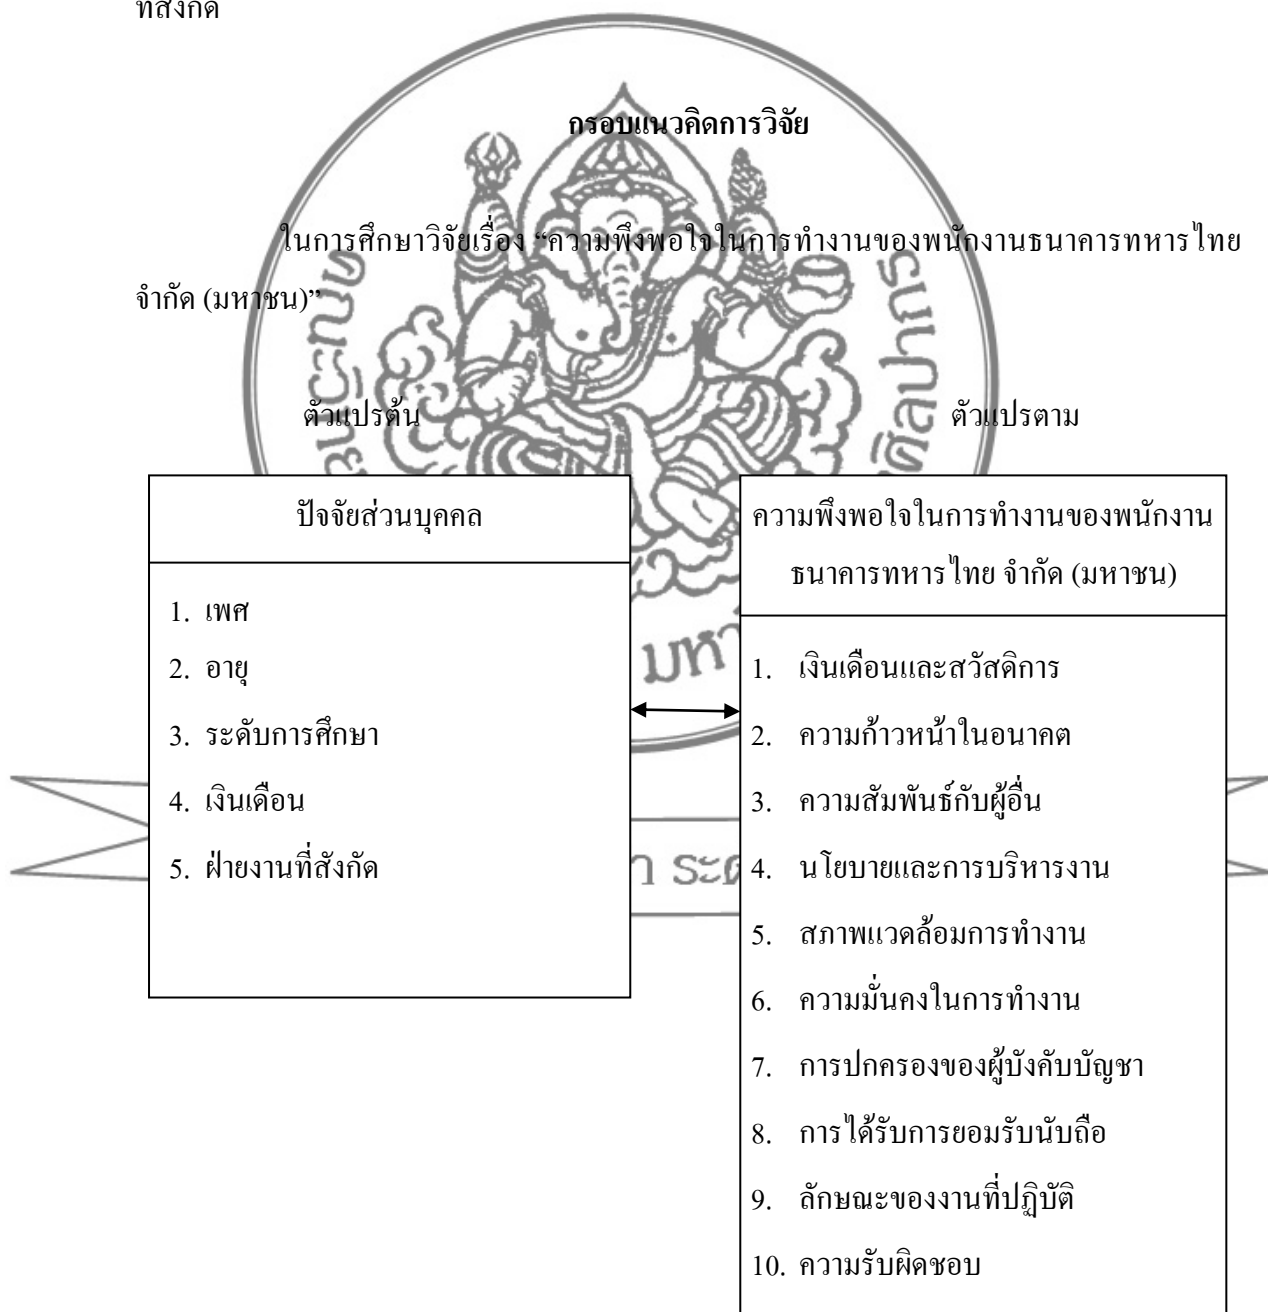 ที่สังกัด
กรอบแนวคิดการวิจัย
ในการศึกษาวิจัยเรื่อง “ความพึงพอใจในการทำงานของพนักงานธนาคารทหารไทย
จำกัด (มหาชน)”
ตัวแปรต้น
ตัวแปรตาม
ปัจจัยส่วนบุคคล
1. เพศ
2. อายุ
3. ระดับการศึกษา
4. เงินเดือน
5. ฝ่ายงานที่สังกัด
ความพึงพอใจในการทำงานของพนักงาน
ธนาคารทหารไทย จำกัด (มหาชน)
1. เงินเดือนและสวัสดิการ
2. ความก้าวหน้าในอนาคต
3. ความสัมพันธ์กับผู้อื่น
4. นโยบายและการบริหารงาน
5. สภาพแวดล้อมการทำงาน
6. ความมั่นคงในการทำงาน
7. การปกครองของผู้บังคับบัญชา
8. การได้รับการยอมรับนับถือ
9. ลักษณะของงานที่ปฏิบัติ
10. ความรับผิดชอบ